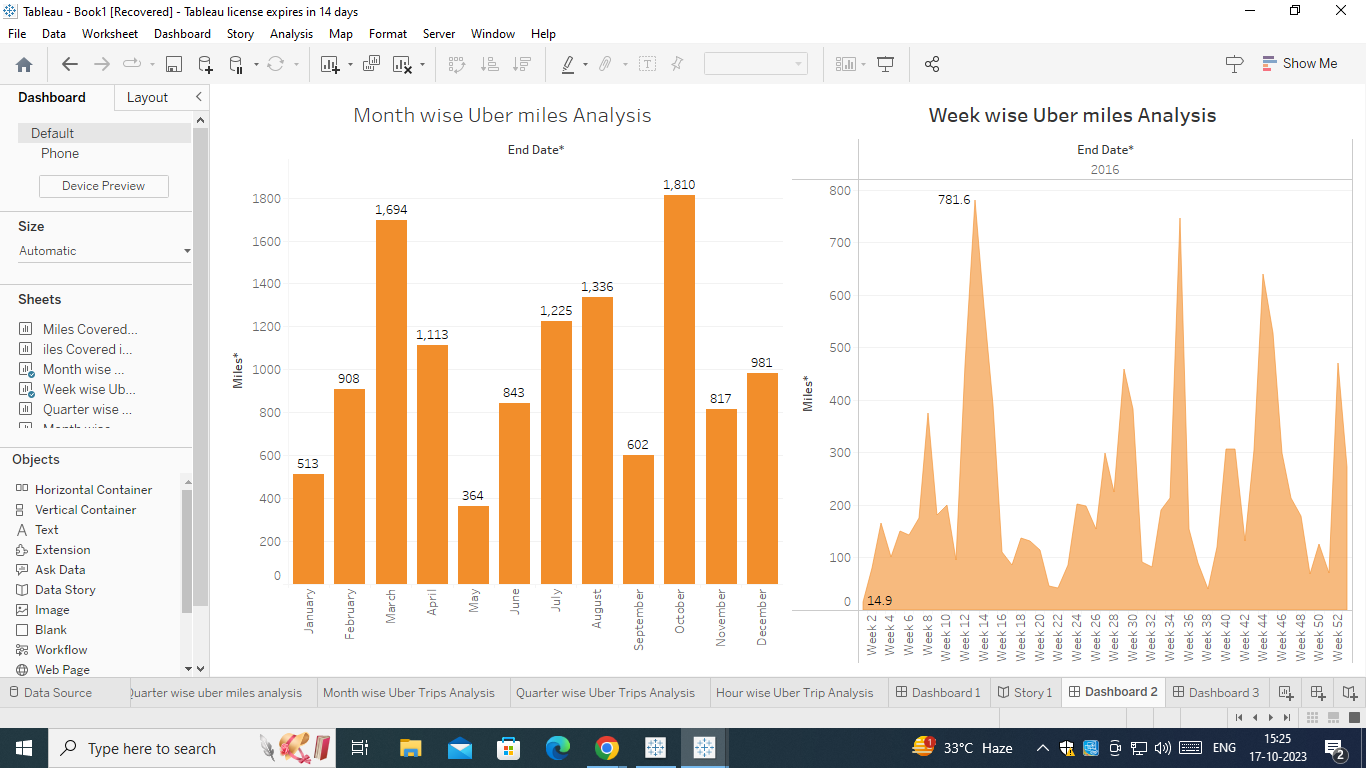 Tableau - Book1 [Recovered] - Tableau license expires in 14 days
File Data Worksheet Dashboard Story Analysis Map Format Server Window Help
Show Me
Dashboard Layout
Default
Phone
Device Preview
Size
Automatic
Sheets
Miles Covered...
iles Covered i...
Month wise ...
Week wise Ub...
Quarter wise ...
Objects
Horizontal Container
Vertical Container
Text
Extension
Ask Data
Data Story
Image
Blank
Workflow
Web Page
Month wise Uber miles Analysis
End Date*
Miles*
1800
1600
1400
1200
1000
800
600
400
200
0
513
908
1,694
1,113
364
843
1,225
1,336
602
1,810
817
981
January
February
March
April
May
June
July
August
September
October
November
December
Week wise Uber miles Analysis
End Date*
2016
Miles*
800
700
600
500
400
300
200
100
0
781.6
14.9
Week 2
Week 4
Week 6
Week 8
Week 10
Week 12
Week 14
Week 16
Week 18
Week 20
Week 22
Week 24
Week 26
Week 28
Week 30
Week 32
Week 34
Week 36
Week 38
Week 40
Week 42
Week 44
Week 46
Week 48
Week 50
Week 52
Data Source Quarter wise uber miles analysis Month wise Uber Trips Analysis Quarter wise Uber Trips Analysis Hour wise Uber Trip Analysis Dashboard 1 Story 1 Dashboard 2 Dashboard 3
Type here to search
1
33°C Haze
ENG
15:25
17-10-2023
2